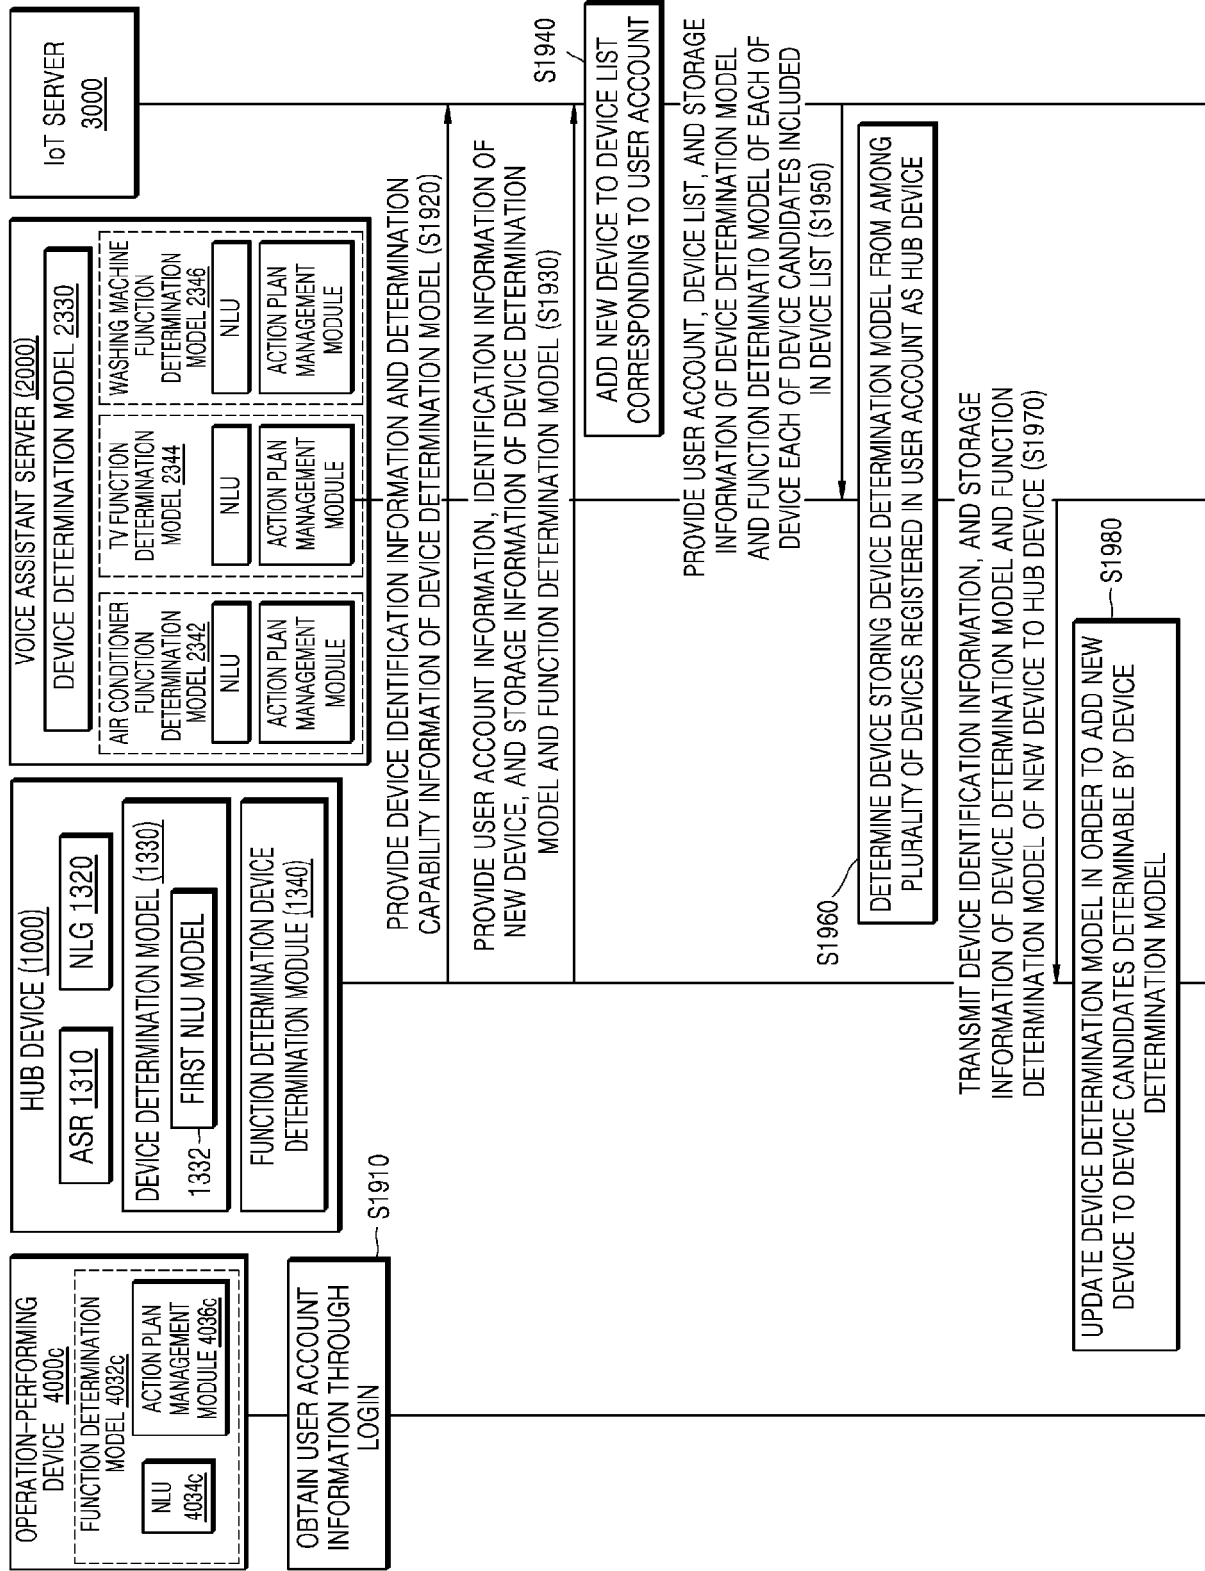 OPERATION-PERFORMING
DEVICE 4000c
FUNCTION DETERMINATION
MODEL 4032c
NLU
4034c
ACTION PLAN
MANAGEMENT
MODULE 4036c
HUB DEVICE (1000)
ASR 1310
NLG 1320
DEVICE DETERMINATION MODEL (1330)
1332
FIRST NLU MODEL
FUNCTION DETERMINATION DEVICE
DETERMINATION MODULE (1340)
VOICE ASSISTANT SERVER (2000)
DEVICE DETERMINATION MODEL 2330
AIR CONDITIONER
FUNCTION
DETERMINATION
MODEL 2342
NLU
ACTION PLAN
MANAGEMENT
MODULE
TV FUNCTION
DETERMINATION
MODEL 2344
NLU
ACTION PLAN
MANAGEMENT
MODULE
WASHING MACHINE
FUNCTION
DETERMINATION
MODEL 2346
NLU
ACTION PLAN
MANAGEMENT
MODULE
IoT SERVER
3000
OBTAIN USER ACCOUNT
INFORMATION THROUGH
LOGIN
S1910
PROVIDE DEVICE IDENTIFICATION INFORMATION AND DETERMINATION
CAPABILITY INFORMATION OF DEVICE DETERMINATION MODEL (S1920)
PROVIDE USER ACCOUNT INFORMATION, IDENTIFICATION INFORMATION OF
NEW DEVICE, AND STORAGE INFORMATION OF DEVICE DETERMINATION
MODEL AND FUNCTION DETERMINATION MODEL (S1930)
S1940
ADD NEW DEVICE TO DEVICE LIST
CORRESPONDING TO USER ACCOUNT
PROVIDE USER ACCOUNT, DEVICE LIST, AND STORAGE
INFORMATION OF DEVICE DETERMINATION MODEL
AND FUNCTION DETERMINATIO MODEL OF EACH OF
DEVICE EACH OF DEVICE CANDIDATES INCLUDED
IN DEVICE LIST (S1950)
S1960
DETERMINE DEVICE STORING DEVICE DETERMINATION MODEL FROM AMONG
PLURALITY OF DEVICES REGISTERED IN USER ACCOUNT AS HUB DEVICE
TRANSMIT DEVICE IDENTIFICATION INFORMATION, AND STORAGE
INFORMATION OF DEVICE DETERMINATION MODEL AND FUNCTION
DETERMINATION MODEL OF NEW DEVICE TO HUB DEVICE (S1970)
S1980
UPDATE DEVICE DETERMINATION MODEL IN ORDER TO ADD NEW
DEVICE TO DEVICE CANDIDATES DETERMINABLE BY DEVICE
DETERMINATION MODEL